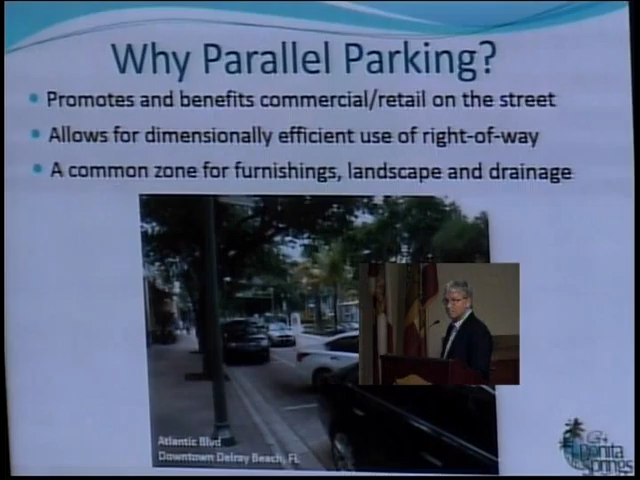 Why Parallel Parking?
Promotes and benefits commercial/retail on the street
Allows for dimensionally efficient use of right-of-way
A common zone for furnishings, landscape and drainage
Atlantic Blvd
Downtown Delray Beach, FL
Bonita
Springs